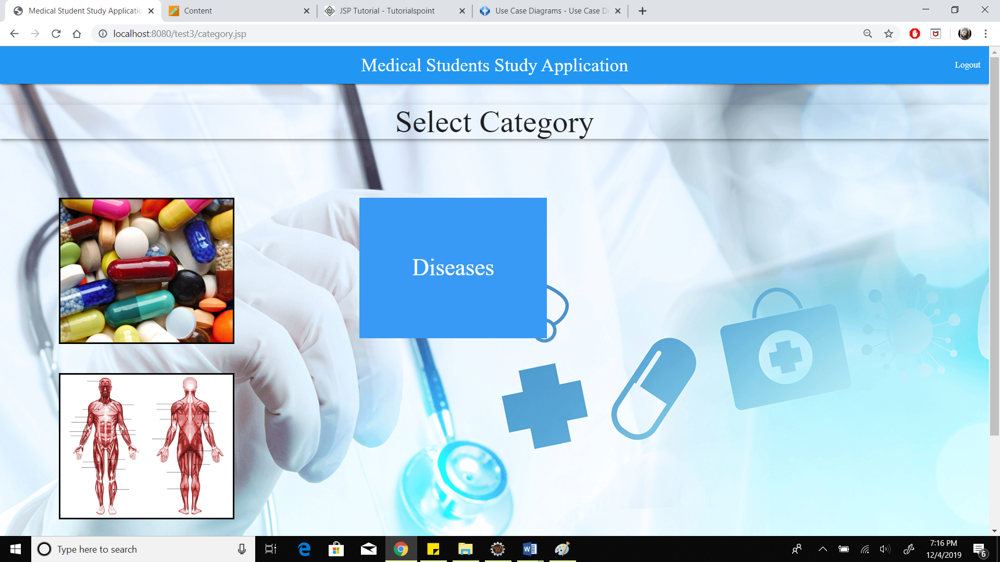 Medical Student Study Applicatio
Content
JSP Tutorial - Tutorialspoint
Use Case Diagrams - Use Case D
localhost:8080/test3/category.jsp
Medical Students Study Application
Logout
Select Category
Diseases
Type here to search
7:16 PM
12/4/2019
6